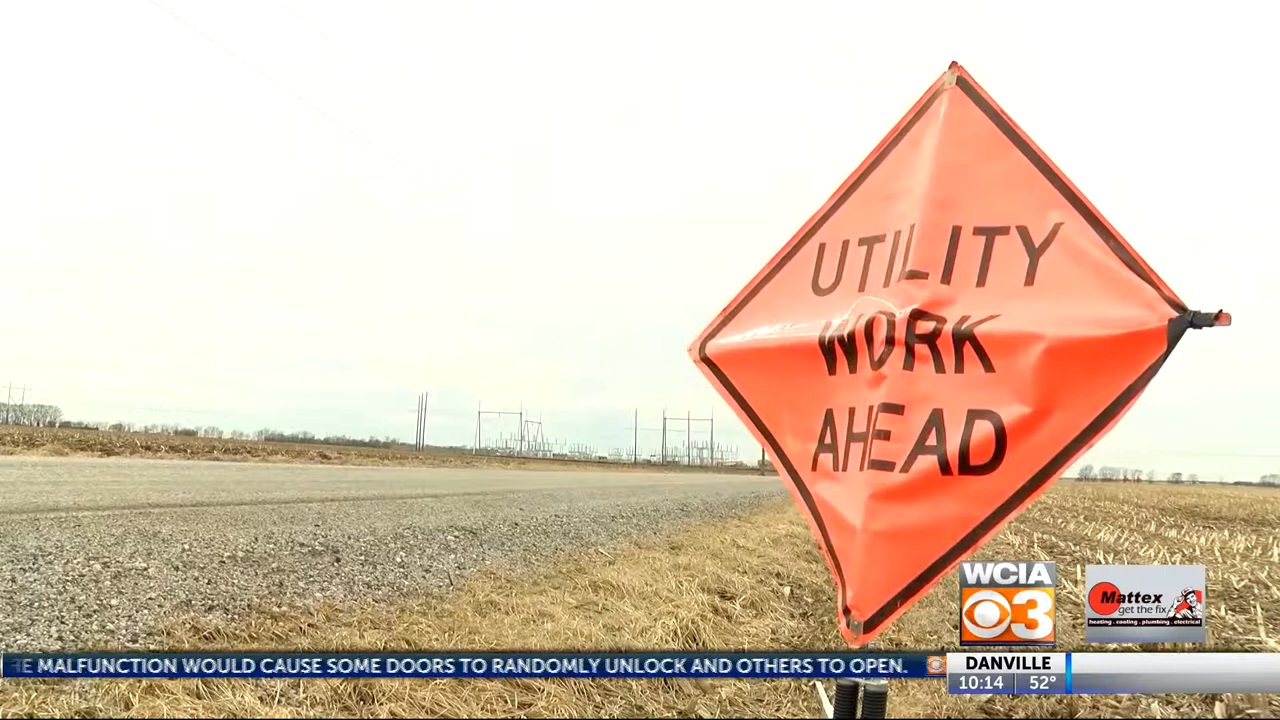 UTILITY
WORK
AHEAD
WCIA
3
Mattex
get the fix
heating . cooling . plumbing . electrical
MALFUNCTION WOULD CAUSE SOME DOORS TO RANDOMLY UNLOCK AND OTHERS TO OPEN.
DANVILLE
10:14 52°